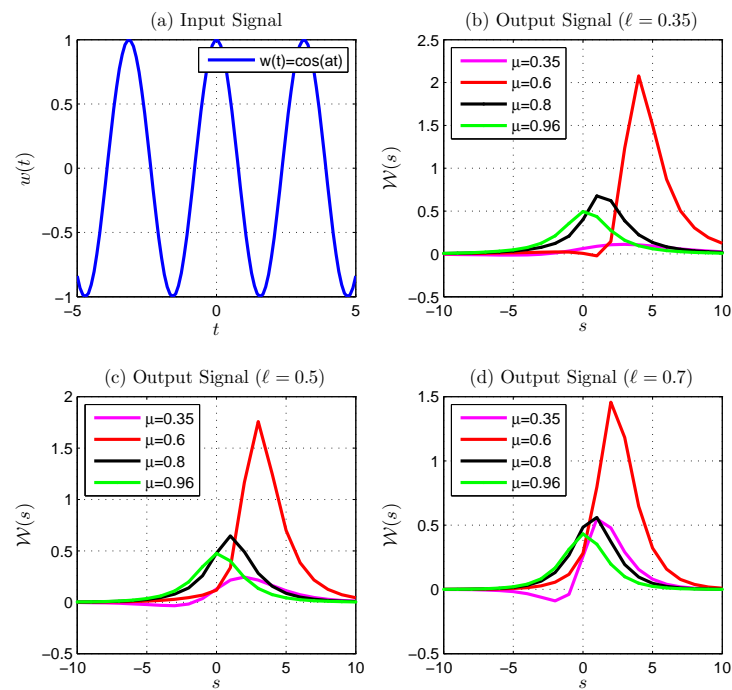 (a) Input Signal
w(t)
1
0.5
0
−0.5
−1
−5
0
5
t
w(t)=cos(at)
(b) Output Signal (ℓ = 0.35)
𝒲(s)
2.5
2
1.5
1
0.5
0
−0.5
−10
−5
0
5
10
s
μ=0.35
μ=0.6
μ=0.8
μ=0.96
(c) Output Signal (ℓ = 0.5)
𝒲(s)
2
1.5
1
0.5
0
−0.5
−10
−5
0
5
10
s
μ=0.35
μ=0.6
μ=0.8
μ=0.96
(d) Output Signal (ℓ = 0.7)
𝒲(s)
1.5
1
0.5
0
−0.5
−10
−5
0
5
10
s
μ=0.35
μ=0.6
μ=0.8
μ=0.96